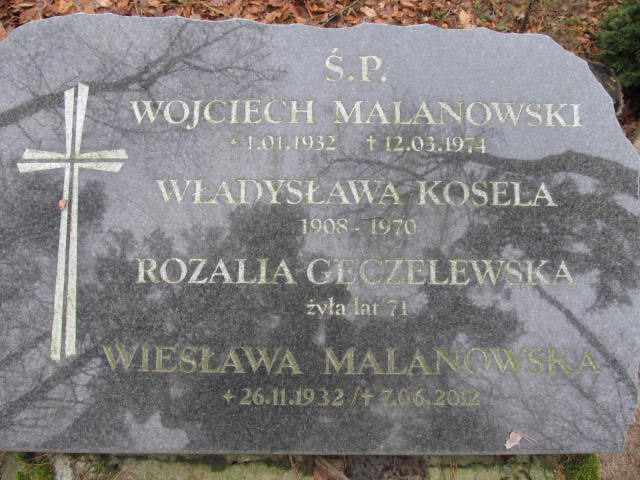 Ś.P.
WOJCIECH MALANOWSKI
* 1.01.1932 † 12.03.1974
WŁADYSŁAWA KOSELA
1908 - 1970
ROZALIA GĘCZELEWSKA
żyła lat 71
WIESŁAWA MALANOWSKA
* 26.11.1932 † 7.06.2012